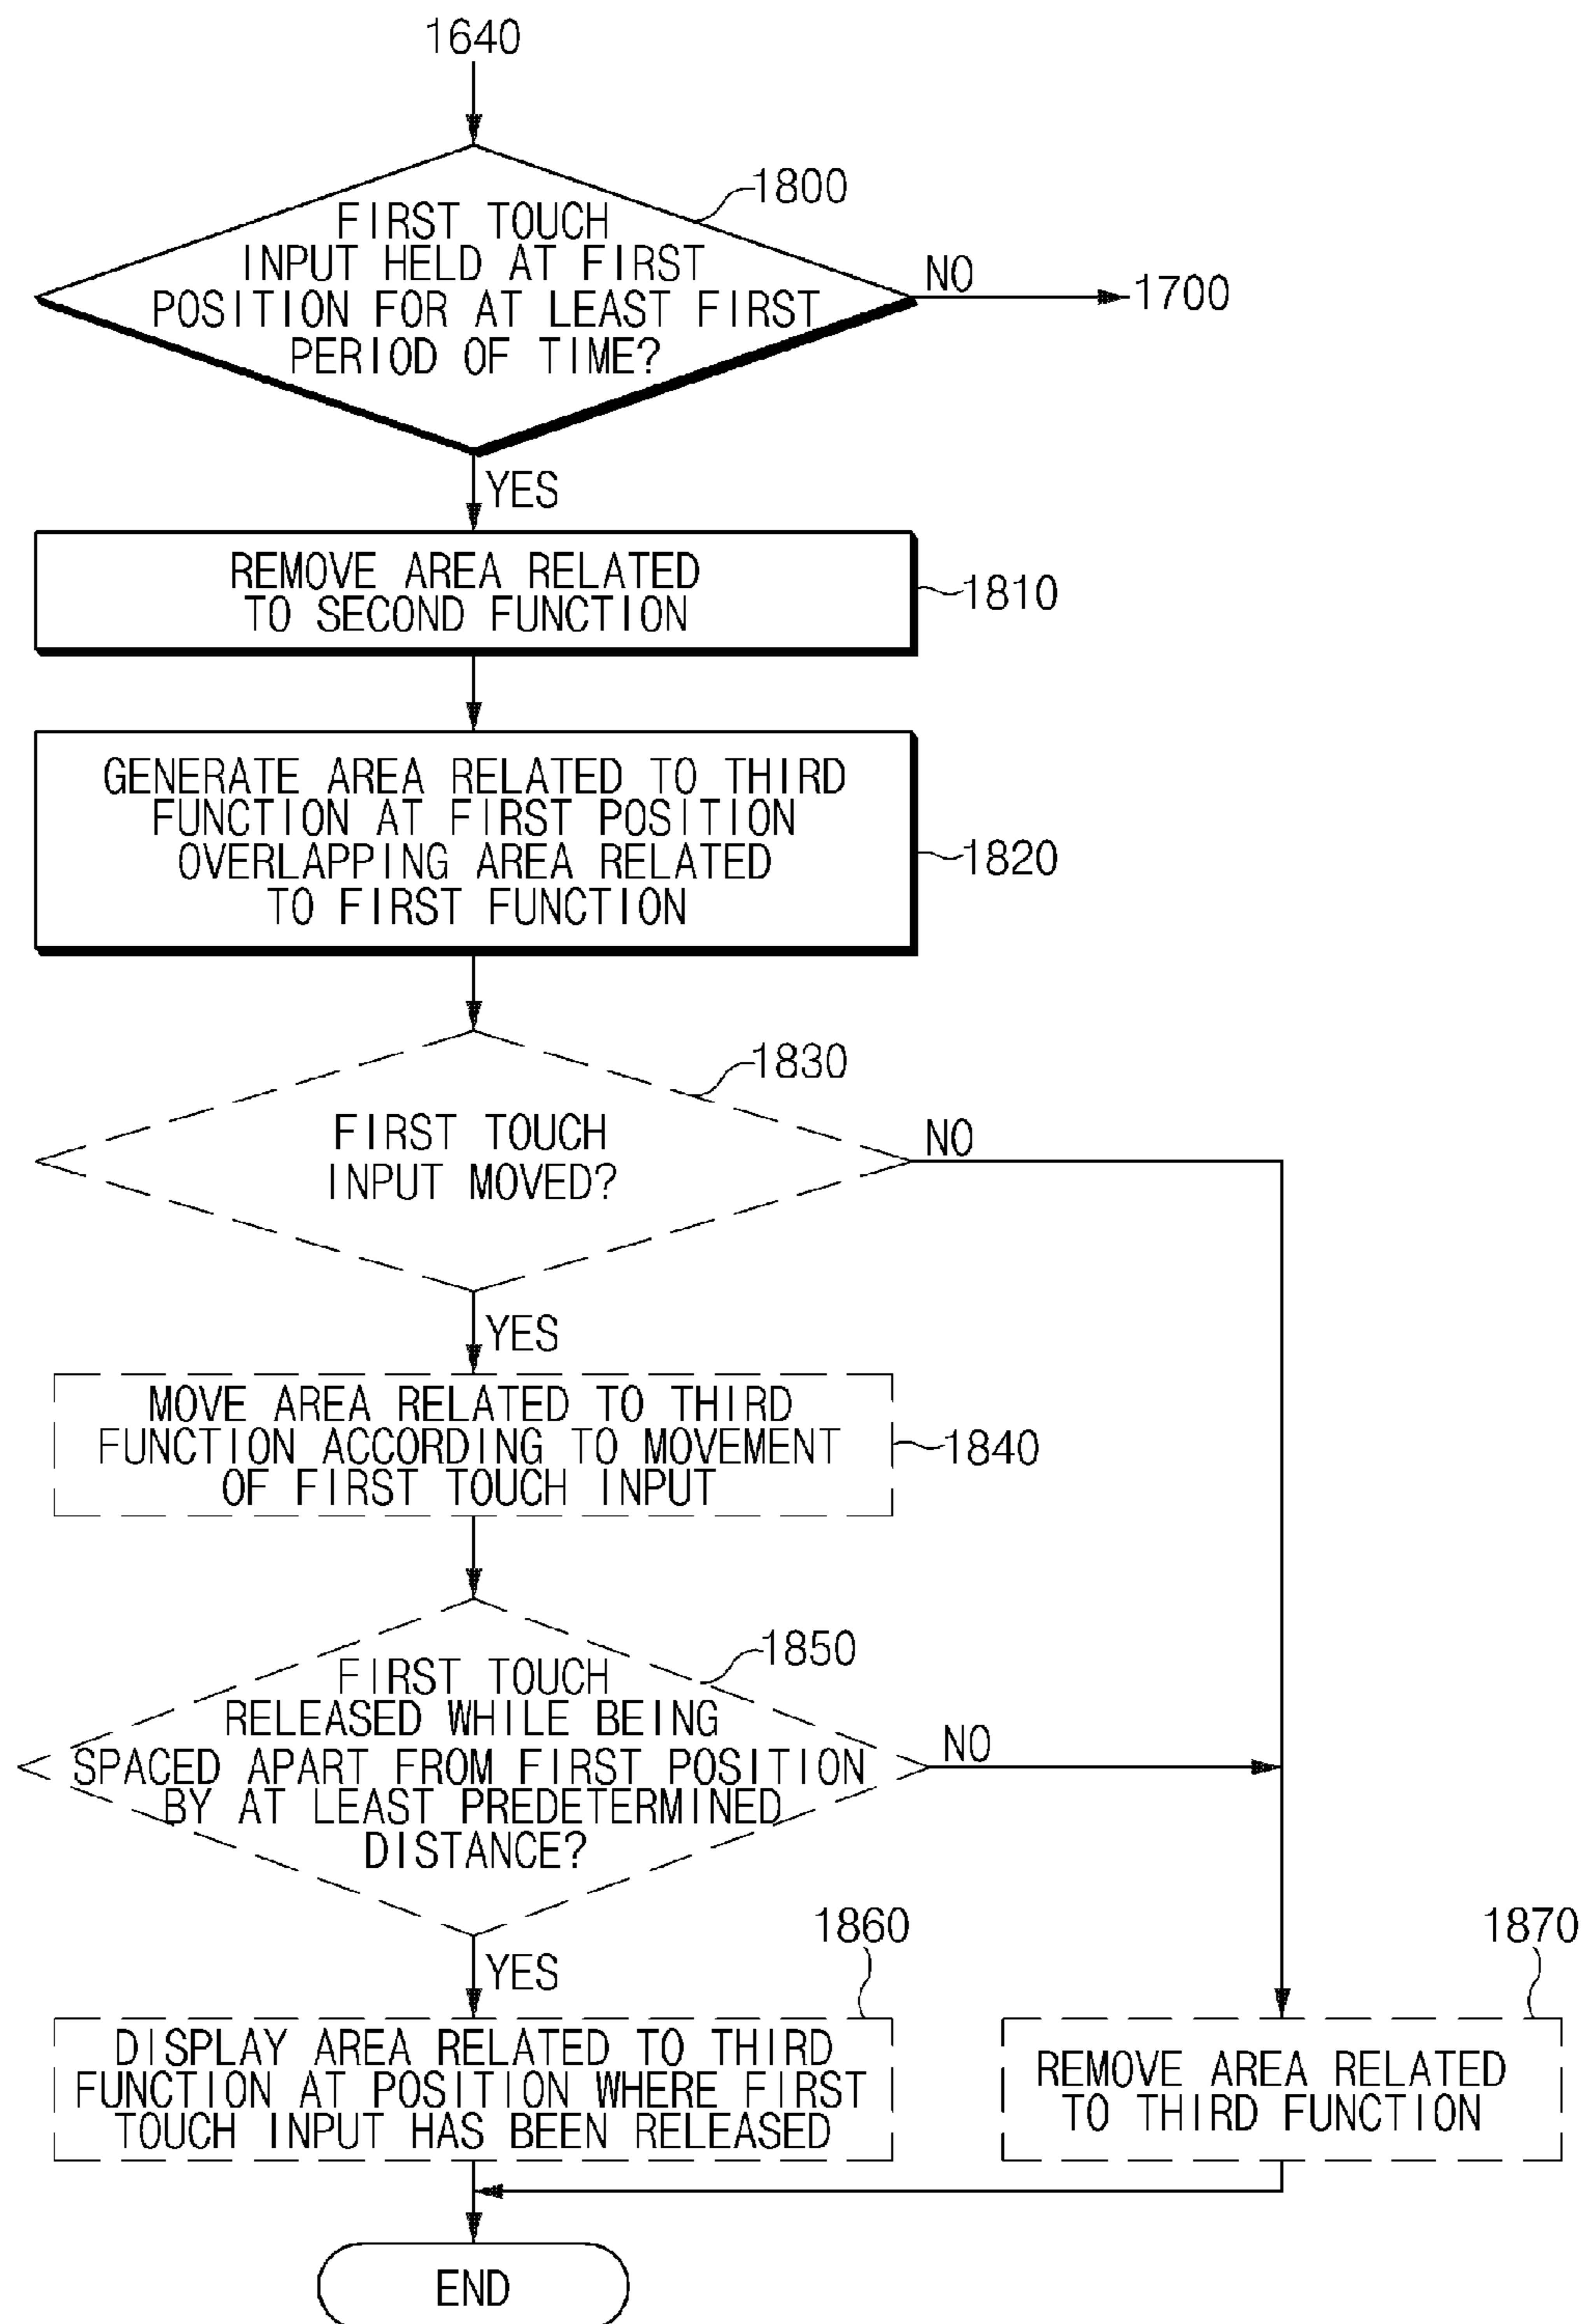 1640
1800
FIRST TOUCH
INPUT HELD AT FIRST
POSITION FOR AT LEAST FIRST
PERIOD OF TIME?
NO
1700
YES
REMOVE AREA RELATED
TO SECOND FUNCTION
1810
GENERATE AREA RELATED TO THIRD
FUNCTION AT FIRST POSITION
OVERLAPPING AREA RELATED
TO FIRST FUNCTION
1820
1830
FIRST TOUCH
INPUT MOVED?
NO
YES
MOVE AREA RELATED TO THIRD
FUNCTION ACCORDING TO MOVEMENT
OF FIRST TOUCH INPUT
1840
1850
FIRST TOUCH
RELEASED WHILE BEING
SPACED APART FROM FIRST POSITION
BY AT LEAST PREDETERMINED
DISTANCE?
NO
YES
1860
1870
DISPLAY AREA RELATED TO THIRD
FUNCTION AT POSITION WHERE FIRST
TOUCH INPUT HAS BEEN RELEASED
REMOVE AREA RELATED
TO THIRD FUNCTION
END